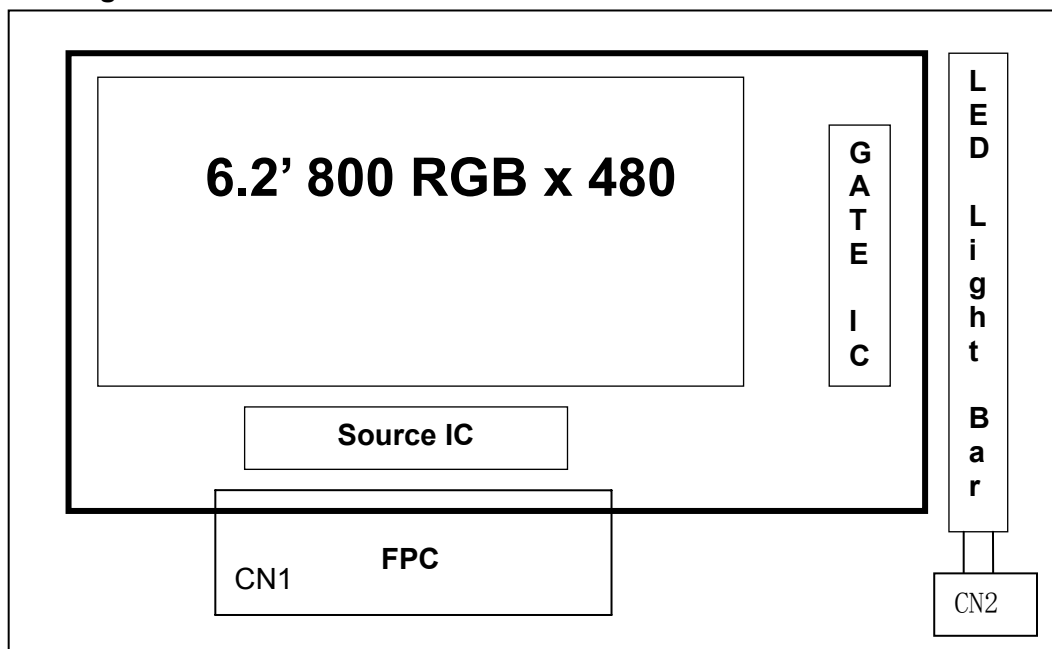 6.2’ 800 RGB x 480
GATE IC
LED Light Bar
Source IC
FPC
CN1
CN2